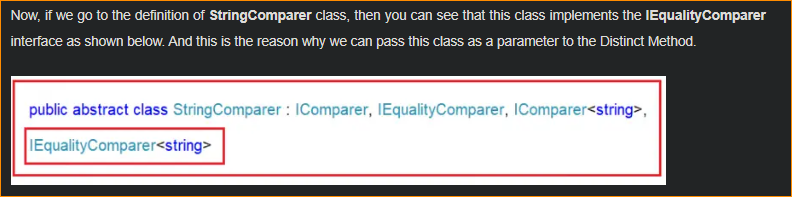 Now, if we go to the definition of StringComparer class, then you can see that this class implements the IEqualityComparer
interface as shown below. And this is the reason why we can pass this class as a parameter to the Distinct Method.
public abstract class StringComparer : IComparer, IEqualityComparer, IComparer<string>,
IEqualityComparer<string>